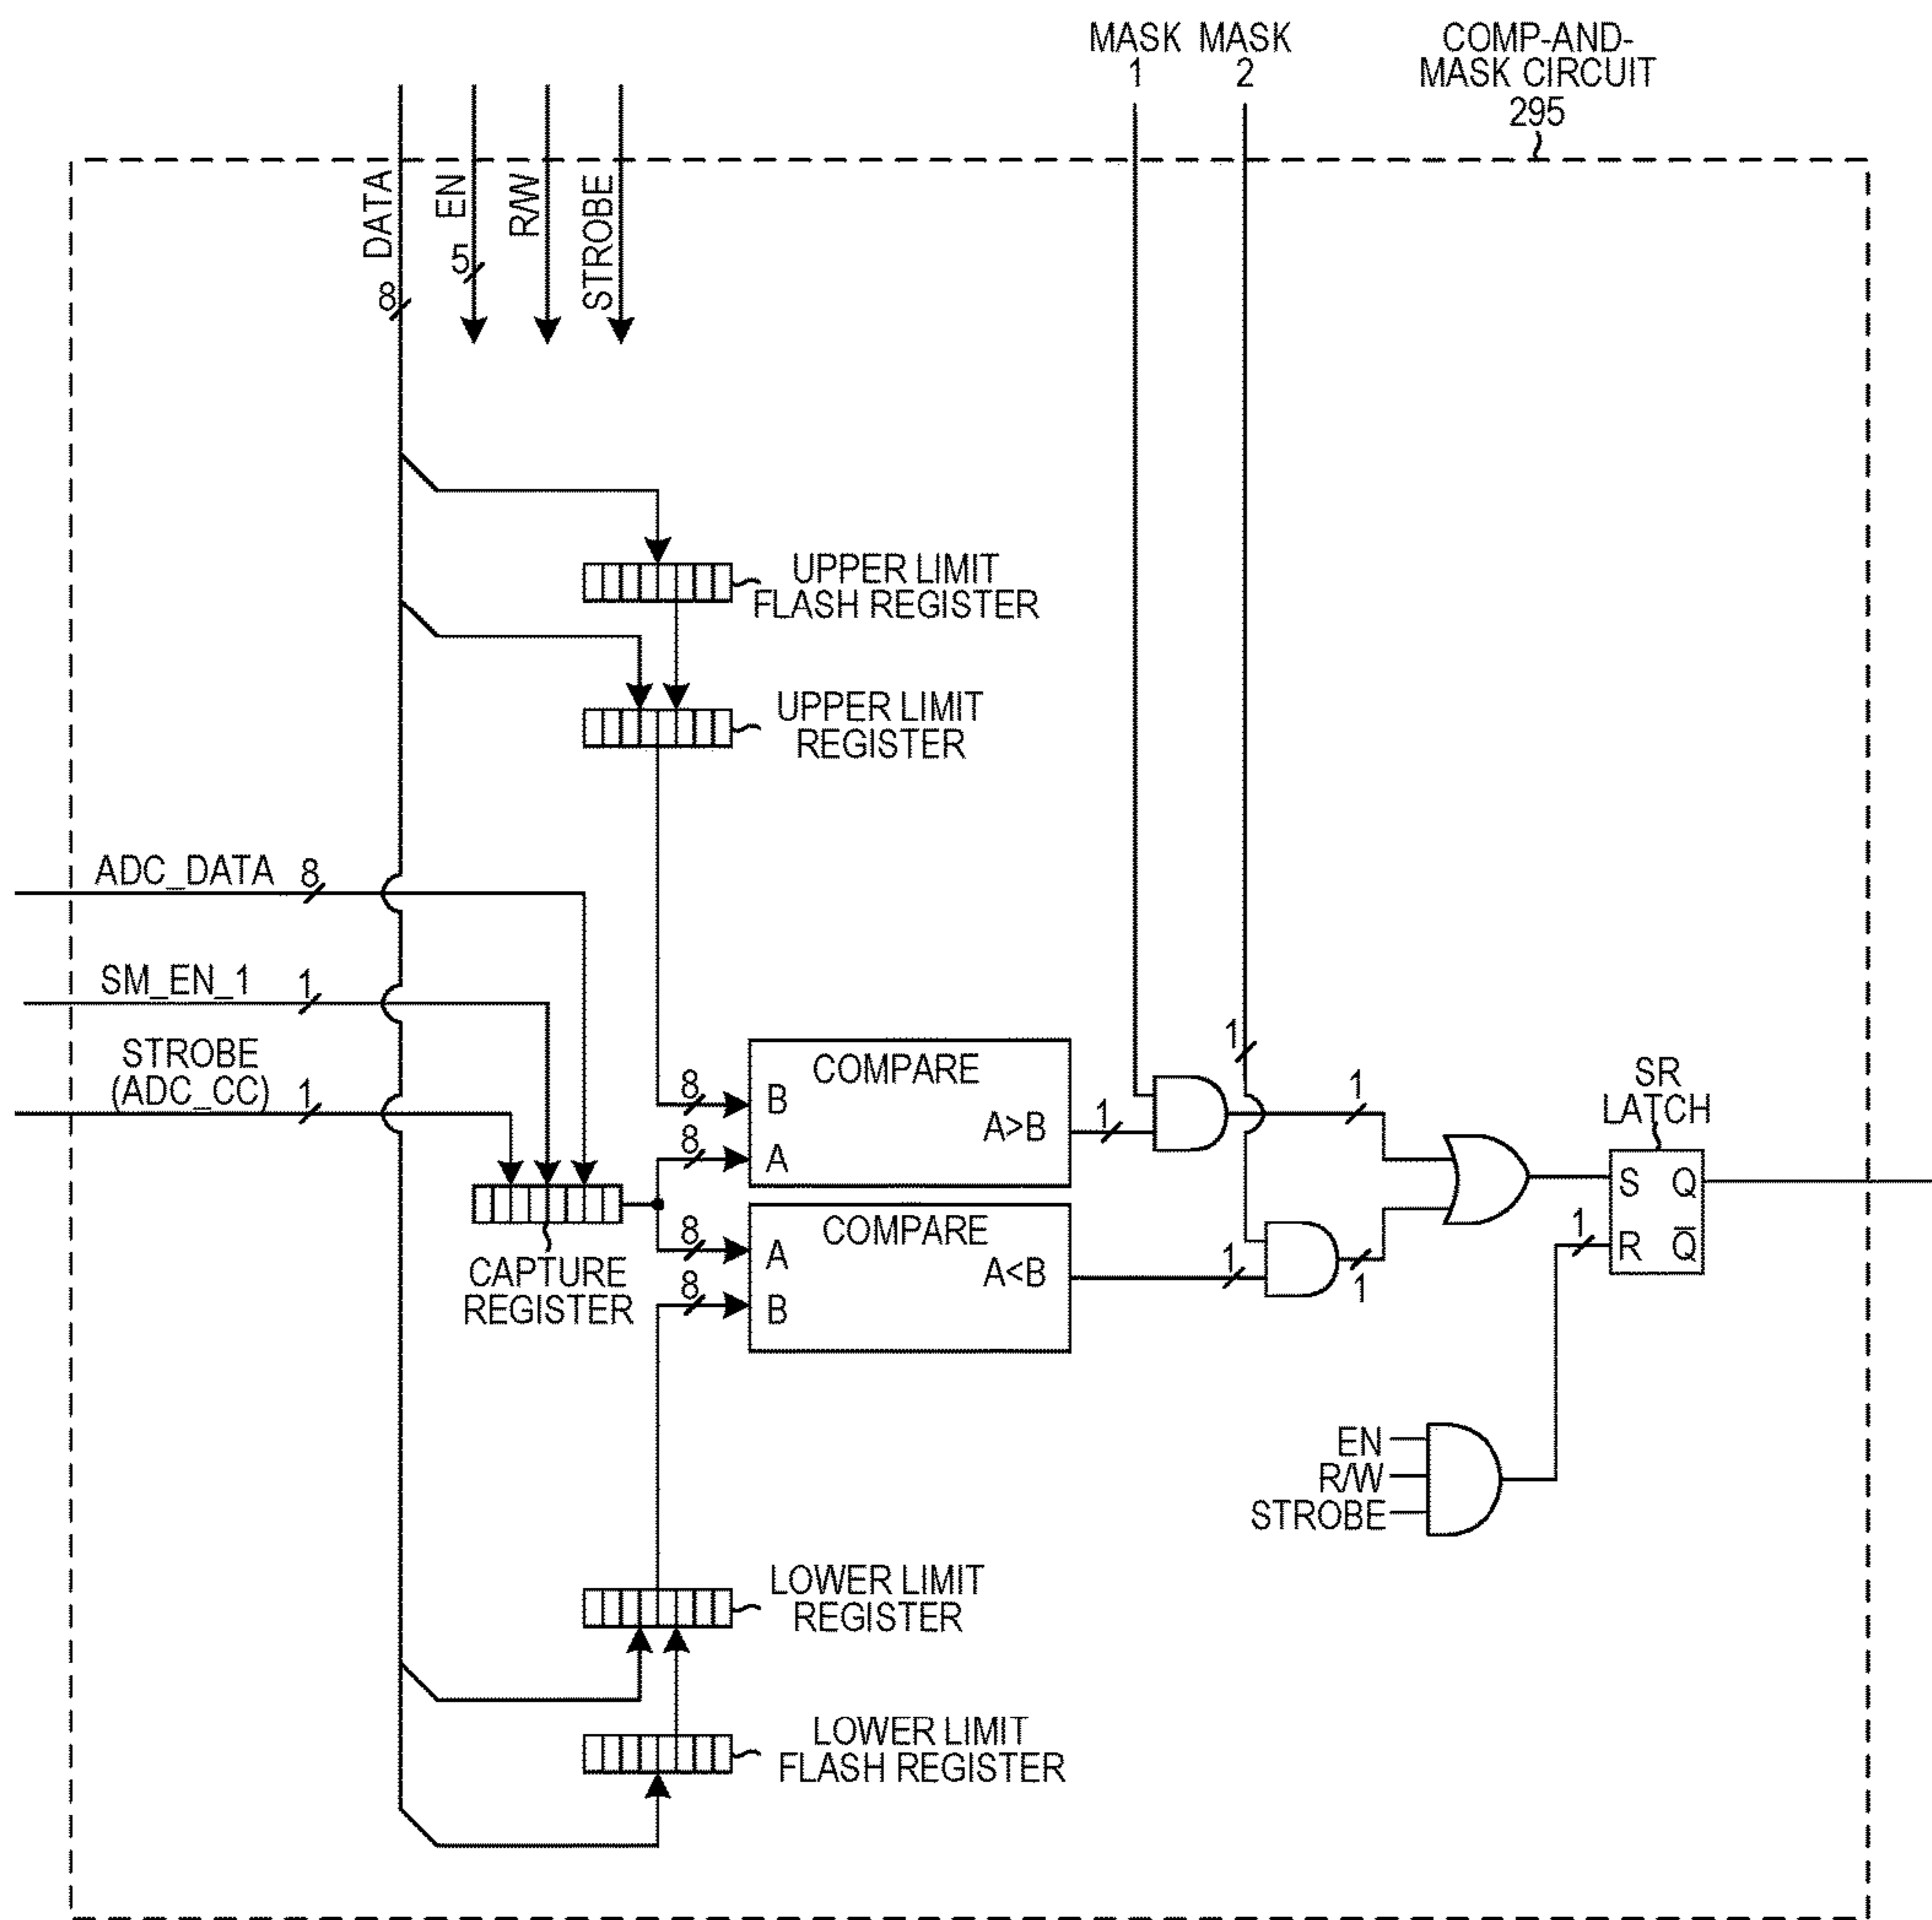 MASK MASK
1 2
COMP-AND-
MASK CIRCUIT
295
DATA
EN
R/W
STROBE
5
8
UPPER LIMIT
FLASH REGISTER
UPPER LIMIT
REGISTER
ADC_DATA 8
SM_EN_1 1
STROBE
(ADC_CC) 1
8
B
COMPARE
A>B
8
A
1
1
1
SR
LATCH
S Q
R Q̅
1
CAPTURE
REGISTER
8
A
COMPARE
A<B
8
B
1
1
EN
R/W
STROBE
LOWER LIMIT
REGISTER
LOWER LIMIT
FLASH REGISTER